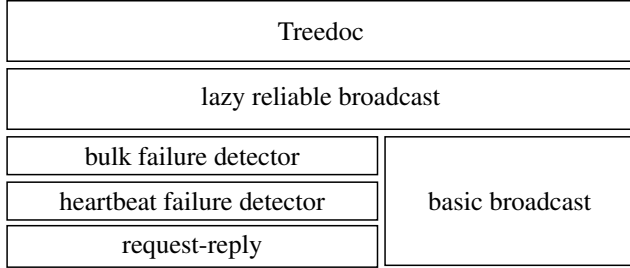 Treedoc
lazy reliable broadcast
bulk failure detector
heartbeat failure detector
request-reply
basic broadcast